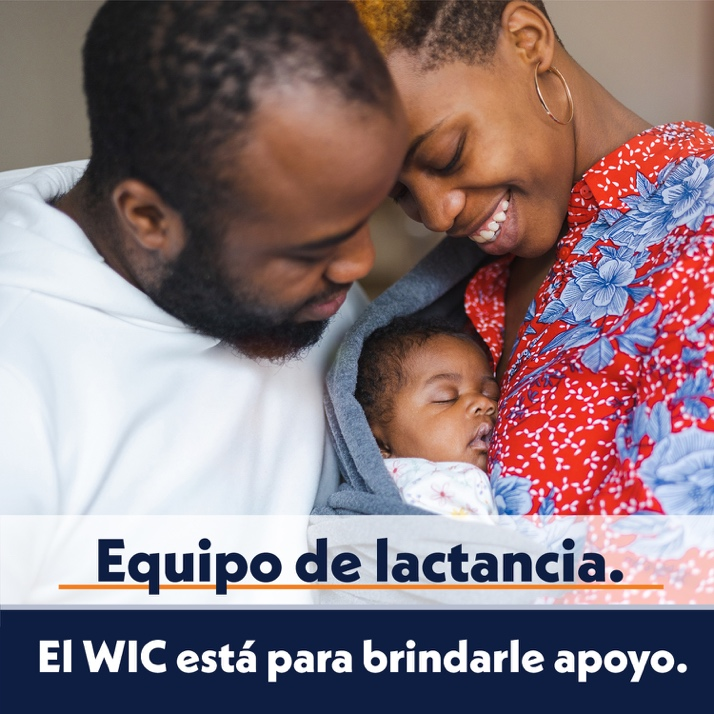 Equipo de lactancia.
El WIC está para brindarle apoyo.